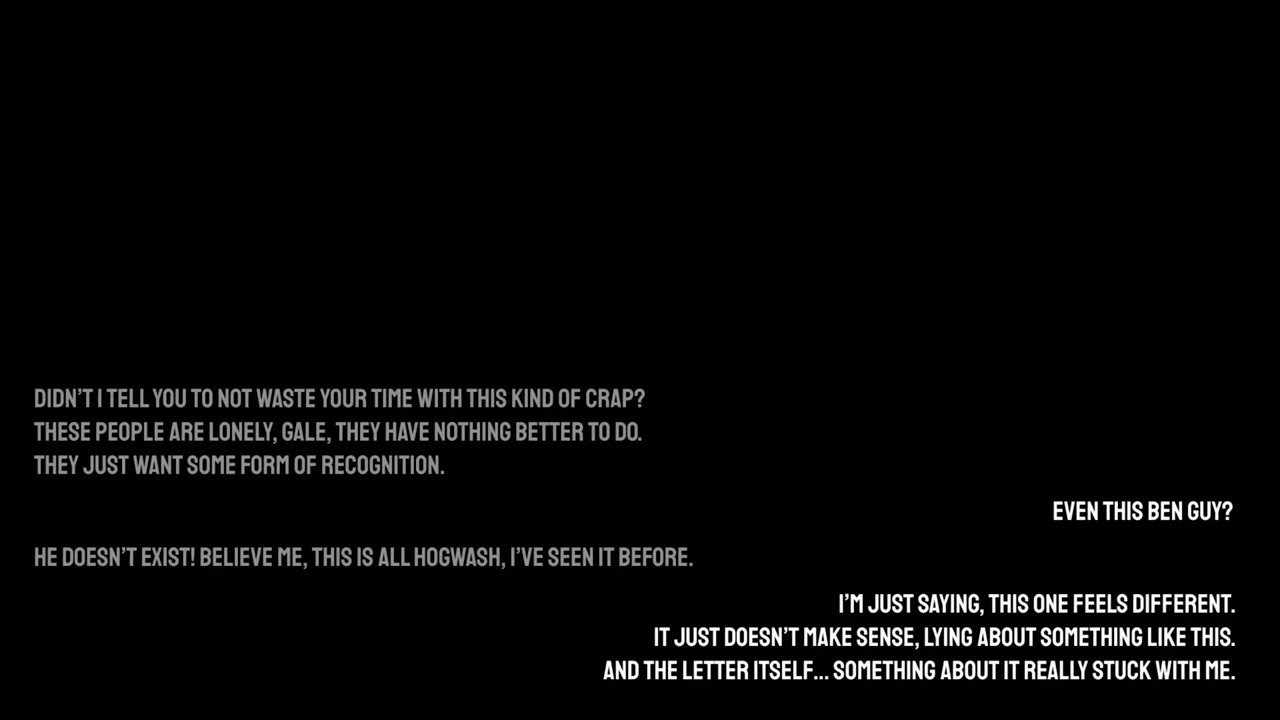 DIDN'T I TELL YOU TO NOT WASTE YOUR TIME WITH THIS KIND OF CRAP?
THESE PEOPLE ARE LONELY, GALE, THEY HAVE NOTHING BETTER TO DO.
THEY JUST WANT SOME FORM OF RECOGNITION.
EVEN THIS BEN GUY?
HE DOESN'T EXIST! BELIEVE ME, THIS IS ALL HOGWASH, I'VE SEEN IT BEFORE.
I'M JUST SAYING, THIS ONE FEELS DIFFERENT.
IT JUST DOESN'T MAKE SENSE, LYING ABOUT SOMETHING LIKE THIS.
AND THE LETTER ITSELF... SOMETHING ABOUT IT REALLY STUCK WITH ME.